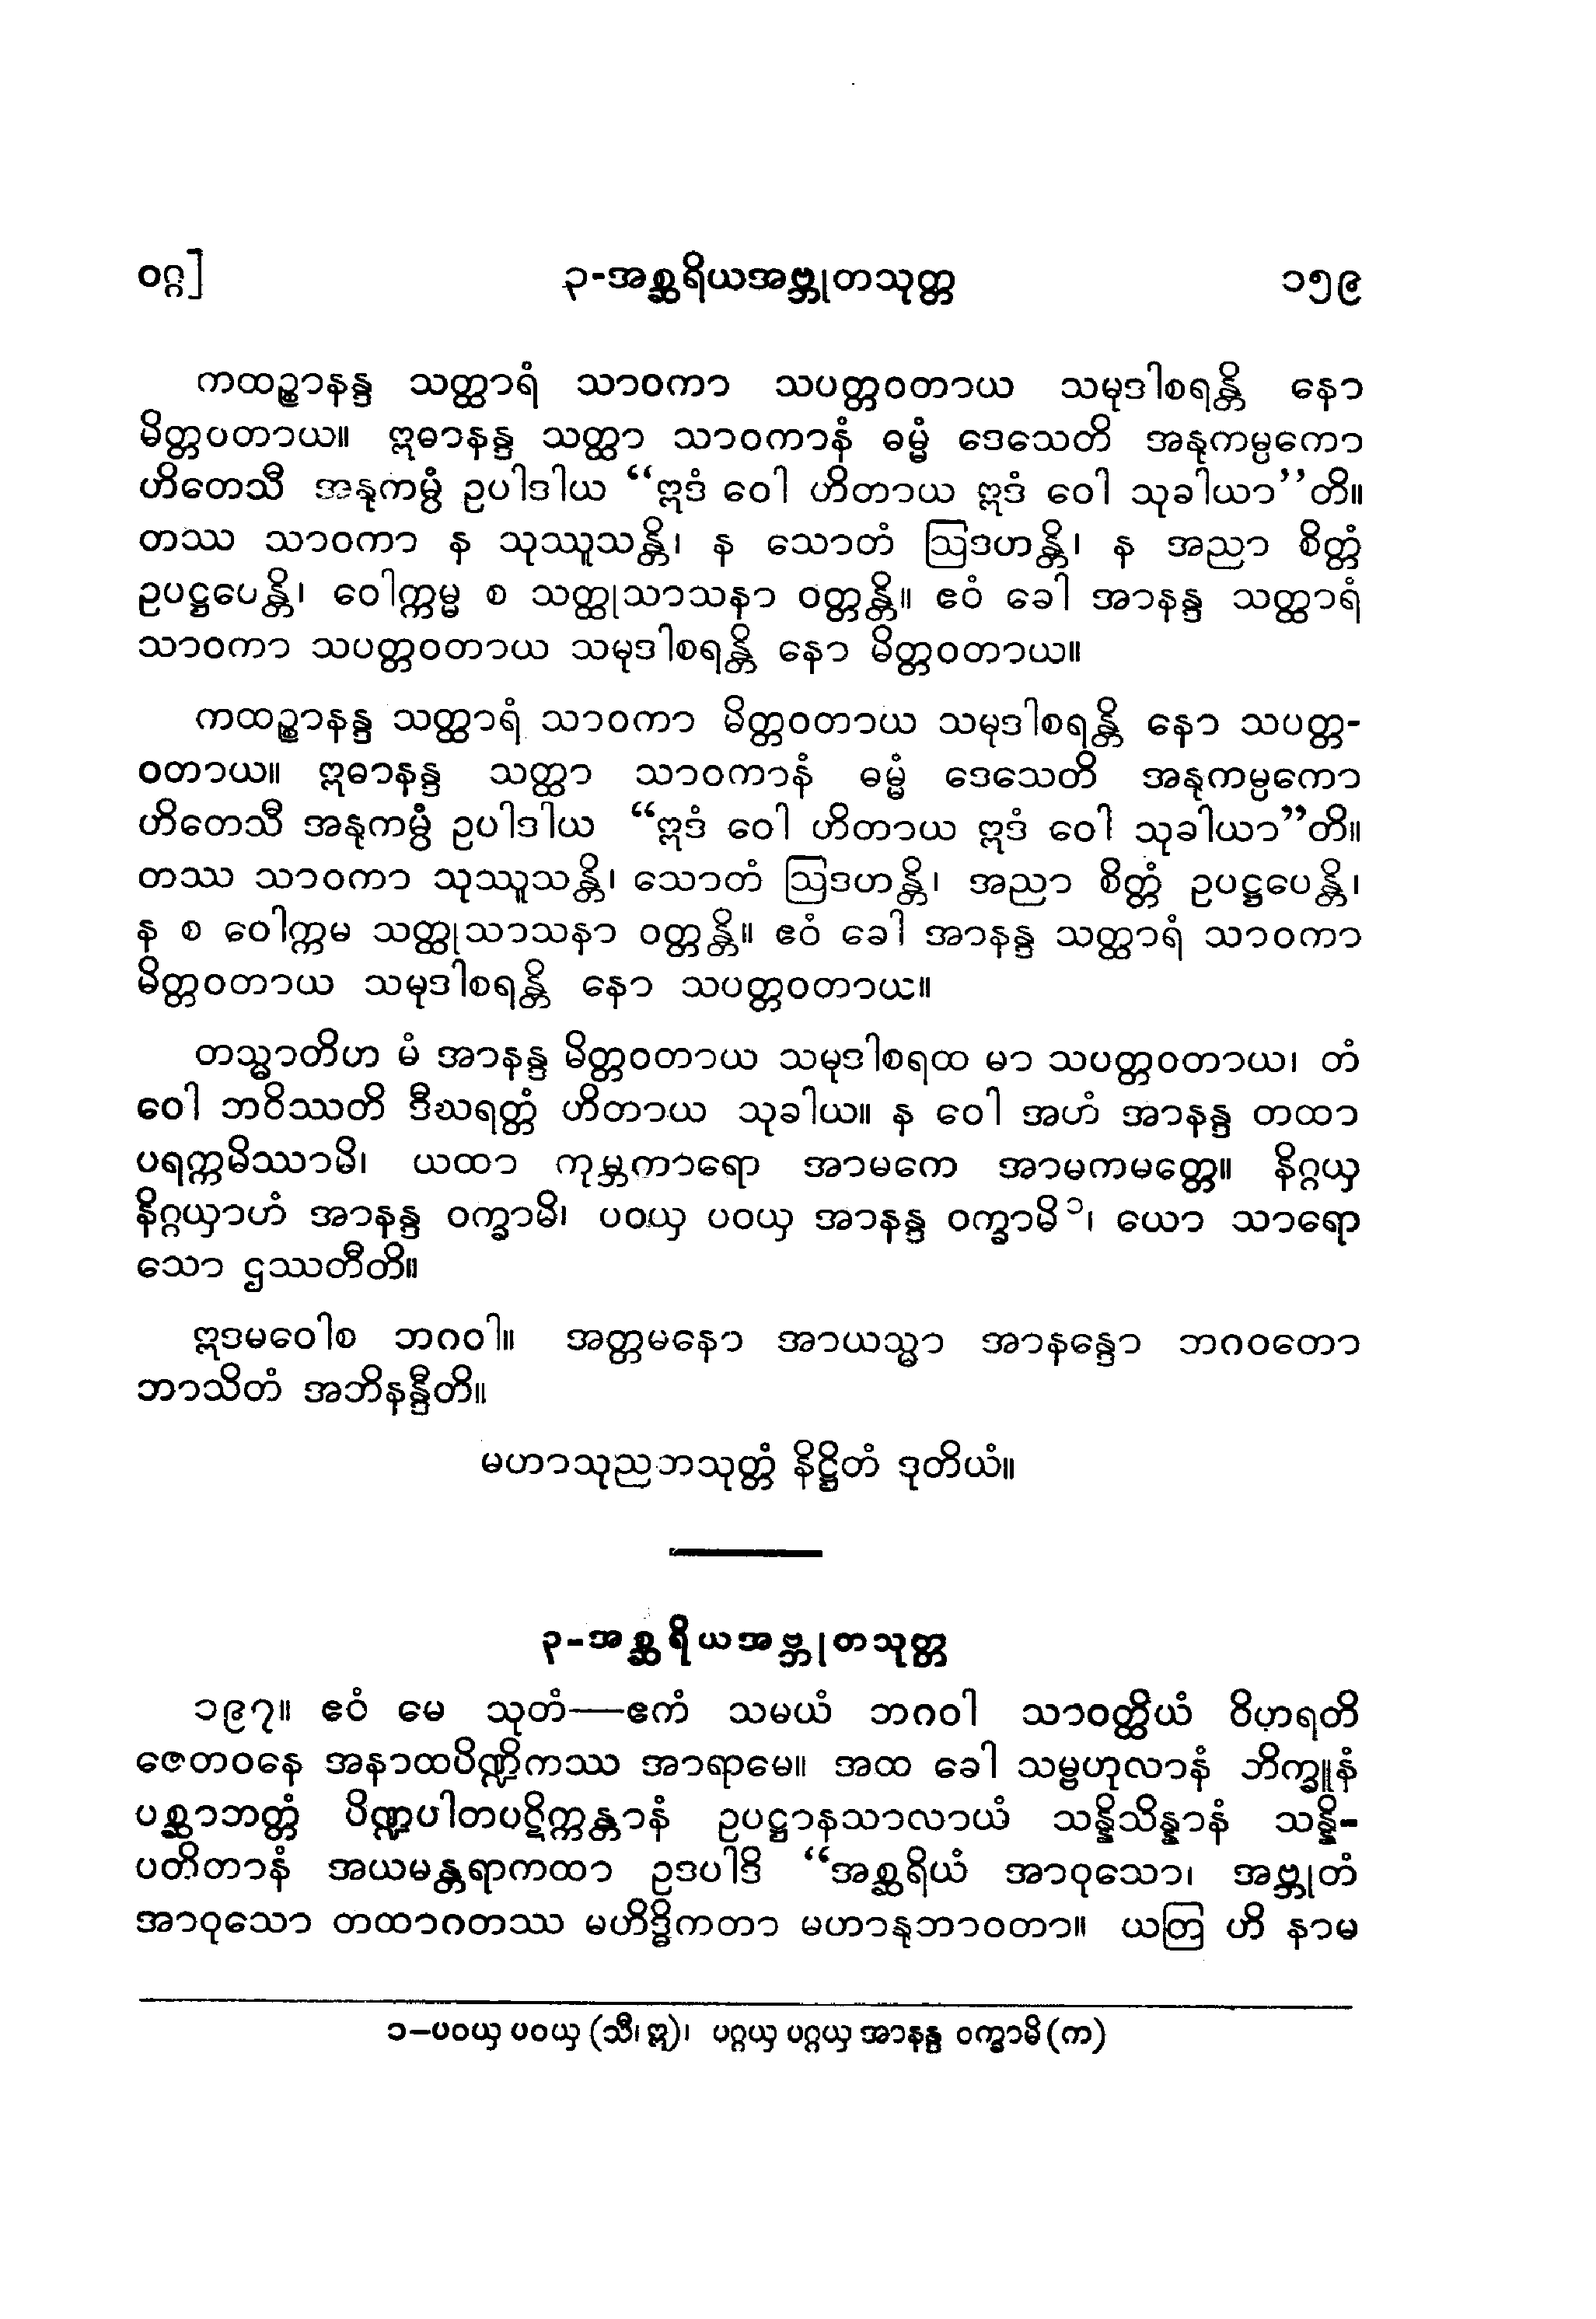 ဝဂ္ဂ] ၃-အစ္ဆရိယအဗ္ဘုတသုတ္တ ၁၅၉
ကထဉ္စာနန္ဒ သတ္ထာရံ သာဝကာ သပတ္တဝတာယ သမုဒါစရန္တိ နော
မိတ္တဝတာယ။ ဣဓာနန္ဒ သတ္ထာ သာဝကာနံ ဓမ္မံ ဒေသေတိ အနုကမ္ပကော
ဟိတေသီ အနုကမ္ပံ ဥပါဒါယ “ဣဒံ ဝေါ ဟိတာယ ဣဒံ ဝေါ သုခါယာ”တိ။
တဿ သာဝကာ န သုဿူသန္တိ၊ န သောတံ ဩဒဟန္တိ၊ န အညာ စိတ္တံ
ဥပဋ္ဌပေန္တိ၊ ဝေါက္ကမ္မ စ သတ္ထုသာသနာ ဝတ္တန္တိ။ ဧဝံ ခေါ အာနန္ဒ သတ္ထာရံ
သာဝကာ သပတ္တဝတာယ သမုဒါစရန္တိ နော မိတ္တဝတာယ။
ကထဉ္စာနန္ဒ သတ္ထာရံ သာဝကာ မိတ္တဝတာယ သမုဒါစရန္တိ နော သပတ္တ-
ဝတာယ။ ဣဓာနန္ဒ သတ္ထာ သာဝကာနံ ဓမ္မံ ဒေသေတိ အနုကမ္ပကော
ဟိတေသီ အနုကမ္ပံ ဥပါဒါယ “ဣဒံ ဝေါ ဟိတာယ ဣဒံ ဝေါ သုခါယာ”တိ။
တဿ သာဝကာ သုဿူသန္တိ၊ သောတံ ဩဒဟန္တိ၊ အညာ စိတ္တံ ဥပဋ္ဌပေန္တိ၊
န စ ဝေါက္ကမ သတ္ထုသာသနာ ဝတ္တန္တိ။ ဧဝံ ခေါ အာနန္ဒ သတ္ထာရံ သာဝကာ
မိတ္တဝတာယ သမုဒါစရန္တိ နော သပတ္တဝတာယ။
တသ္မာတိဟ မံ အာနန္ဒ မိတ္တဝတာယ သမုဒါစရထ မာ သပတ္တဝတာယ၊ တံ
ဝေါ ဘဝိဿတိ ဒီဃရတ္တံ ဟိတာယ သုခါယ။ န ဝေါ အဟံ အာနန္ဒ တထာ
ပရက္ကမိဿာမိ၊ ယထာ ကုမ္ဘကာရော အာမကေ အာမကမတ္တေ။ နိဂ္ဂယှ
နိဂ္ဂယှာဟံ အာနန္ဒ ဝက္ခာမိ၊ ပဝယှ ပဝယှ အာနန္ဒ ဝက္ခာမိ၁၊ ယော သာရော
သော ဌဿတီတိ။
ဣဒမဝေါစ ဘဂဝါ။ အတ္တမနော အာယသ္မာ အာနန္ဒော ဘဂဝတော
ဘာသိတံ အဘိနန္ဒီတိ။
မဟာသုညတသုတ္တံ နိဋ္ဌိတံ ဒုတိယံ။
၃-အစ္ဆရိယအဗ္ဘုတသုတ္တ
၁၉၇။ ဧဝံ မေ သုတံ—ဧကံ သမယံ ဘဂဝါ သာဝတ္ထိယံ ဝိဟရတိ
ဇေတဝနေ အနာထပိဏ္ဍိကဿ အာရာမေ။ အထ ခေါ သမ္ဗဟုလာနံ ဘိက္ခူနံ
ပစ္ဆာဘတ္တံ ပိဏ္ဍပါတပဋိက္ကန္တာနံ ဥပဋ္ဌာနသာလာယံ သန္နိသိန္နာနံ သန္နိ-
ပတိတာနံ အယမန္တရာကထာ ဥဒပါဒိ “အစ္ဆရိယံ အာဝုသော၊ အဗ္ဘုတံ
အာဝုသော တထာဂတဿ မဟိဒ္ဓိကတာ မဟာနုဘာဝတာ။ ယတြ ဟိ နာမ
၁−ပဝယှ ပဝယှ (သီ၊ ဣ)၊ ပဂ္ဂယှ ပဂ္ဂယှ အာနန္ဒ ဝက္ခာမိ (က)